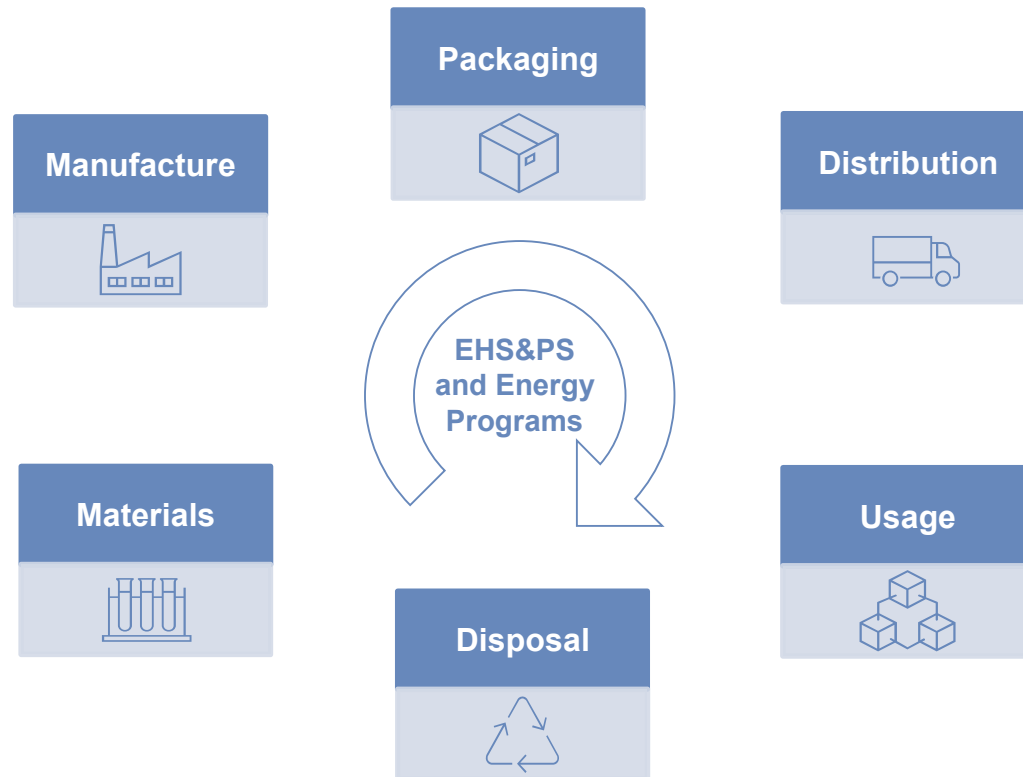 Packaging
Manufacture
Distribution
EHS&PS
and Energy
Programs
Materials
Usage
Disposal